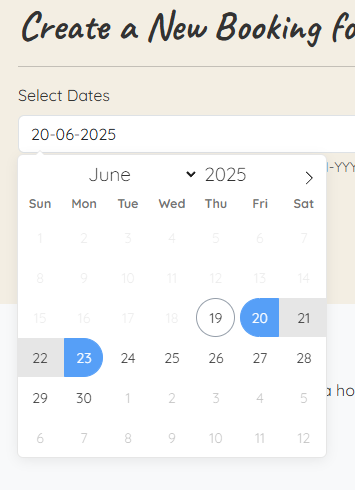 Create a New Booking fo
Select Dates
20-06-2025
-YYY
June 2025
Sun Mon Tue Wed Thu Fri Sat
1 2 3 4 5 6 7
8 9 10 11 12 13 14
15 16 17 18 19 20 21
22 23 24 25 26 27 28
a ho
29 30 1 2 3 4 5
6 7 8 9 10 11 12